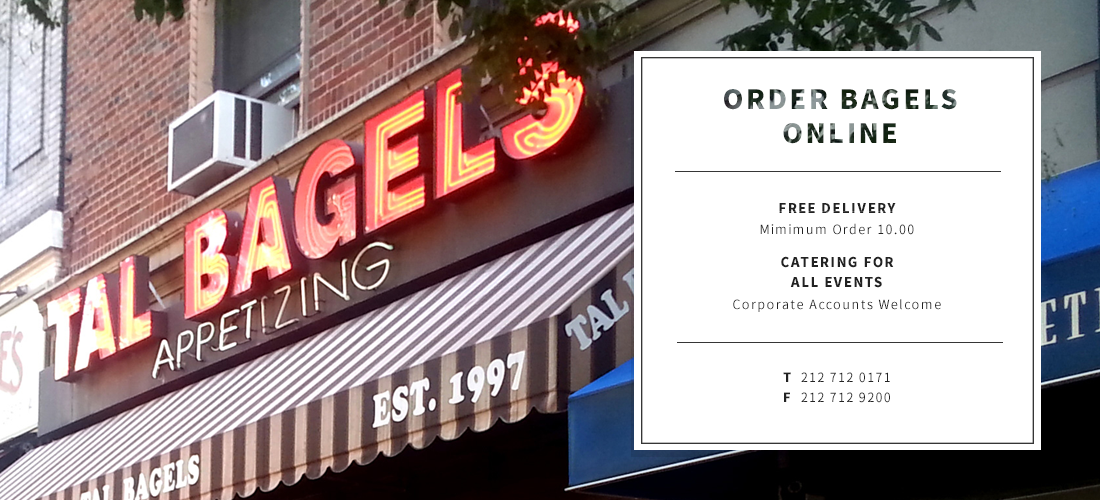 TAL BAGELS
APPETIZING
EST. 1997
TAL BAGELS
TAL
ORDER BAGELS
ONLINE
FREE DELIVERY
Mimimum Order 10.00
CATERING FOR
ALL EVENTS
Corporate Accounts Welcome
T 212 712 0171
F 212 712 9200